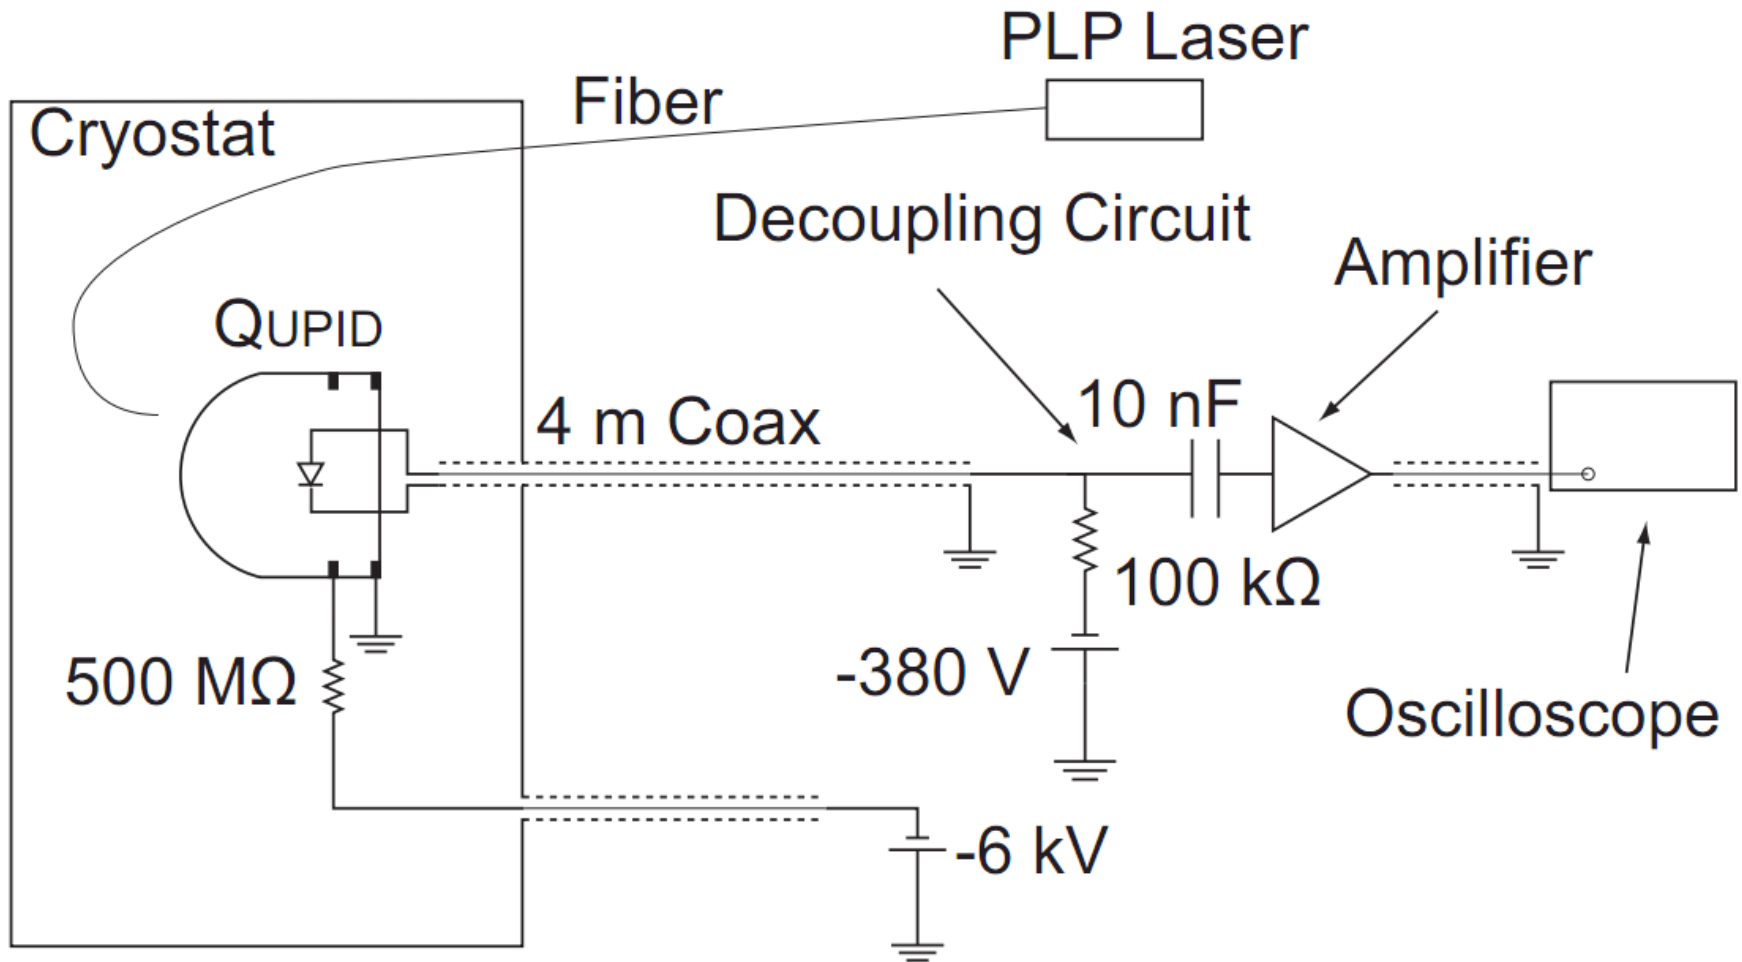 PLP Laser
Fiber
Cryostat
Decoupling Circuit
Amplifier
QUPID
10 nF
4 m Coax
100 kΩ
500 MΩ
-380 V
Oscilloscope
-6 kV